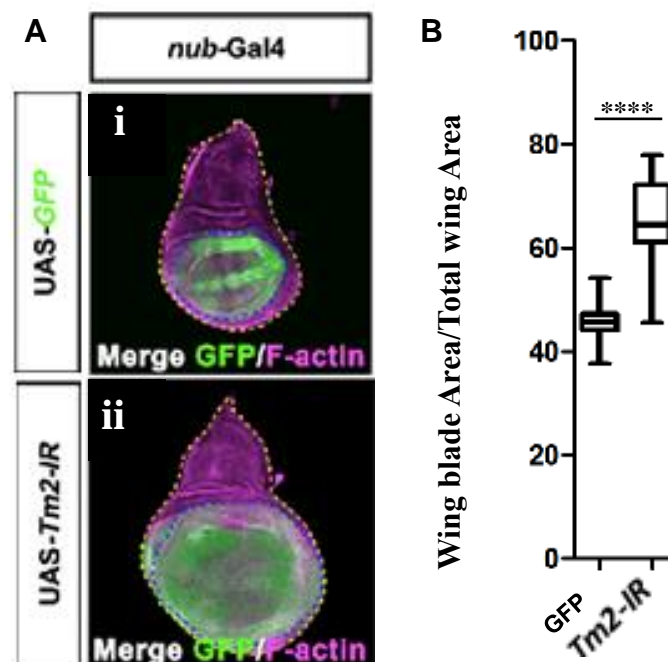 A
nub-Gal4
UAS-GFP
i
Merge GFP/F-actin
UAS-Tm2-IR
ii
Merge GFP/F-actin
B
Wing blade Area/Total wing Area
100
80
60
40
20
0
****
GFP
Tm2-IR